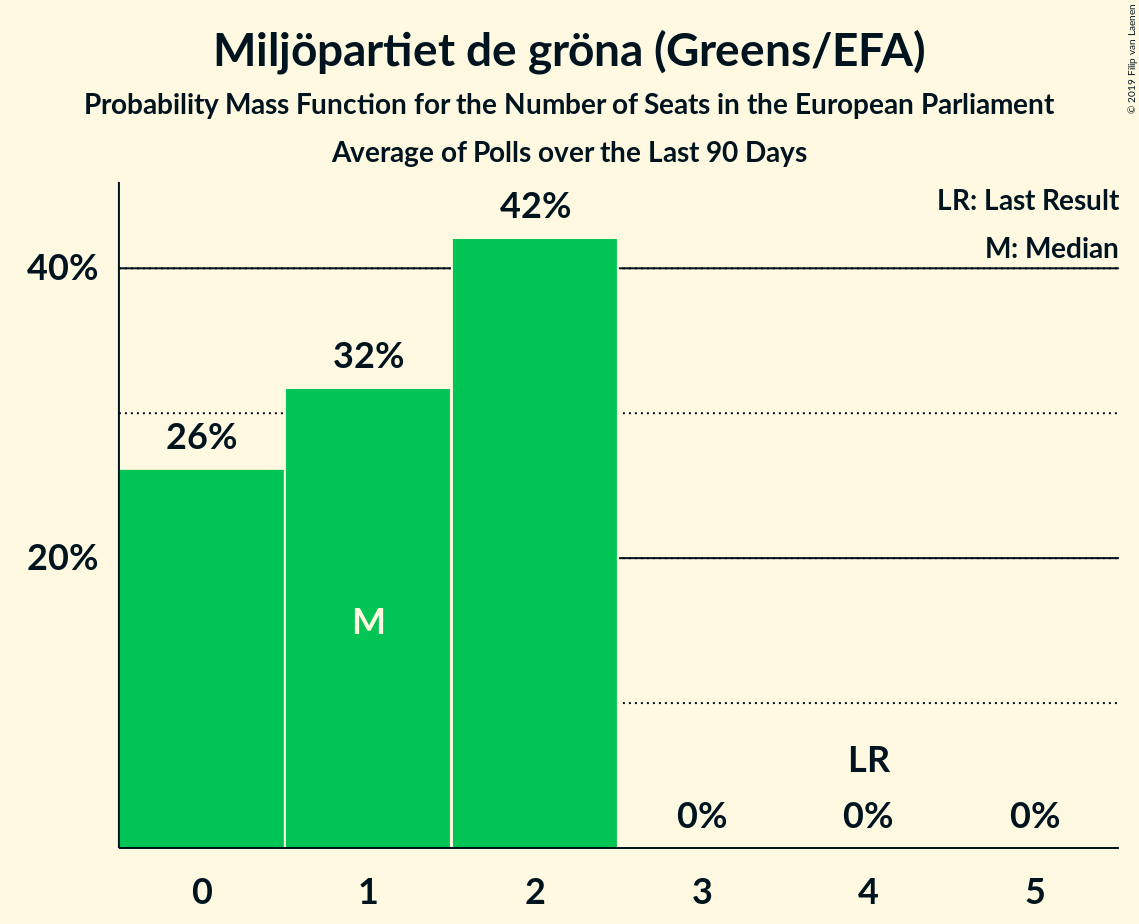 Miljöpartiet de gröna (Greens/EFA)
Probability Mass Function for the Number of Seats in the European Parliament
Average of Polls over the Last 90 Days
© 2019 Filip van Laenen
LR: Last Result
M: Median
40%
20%
26%
32%
42%
0%
0%
0%
M
LR
0
1
2
3
4
5